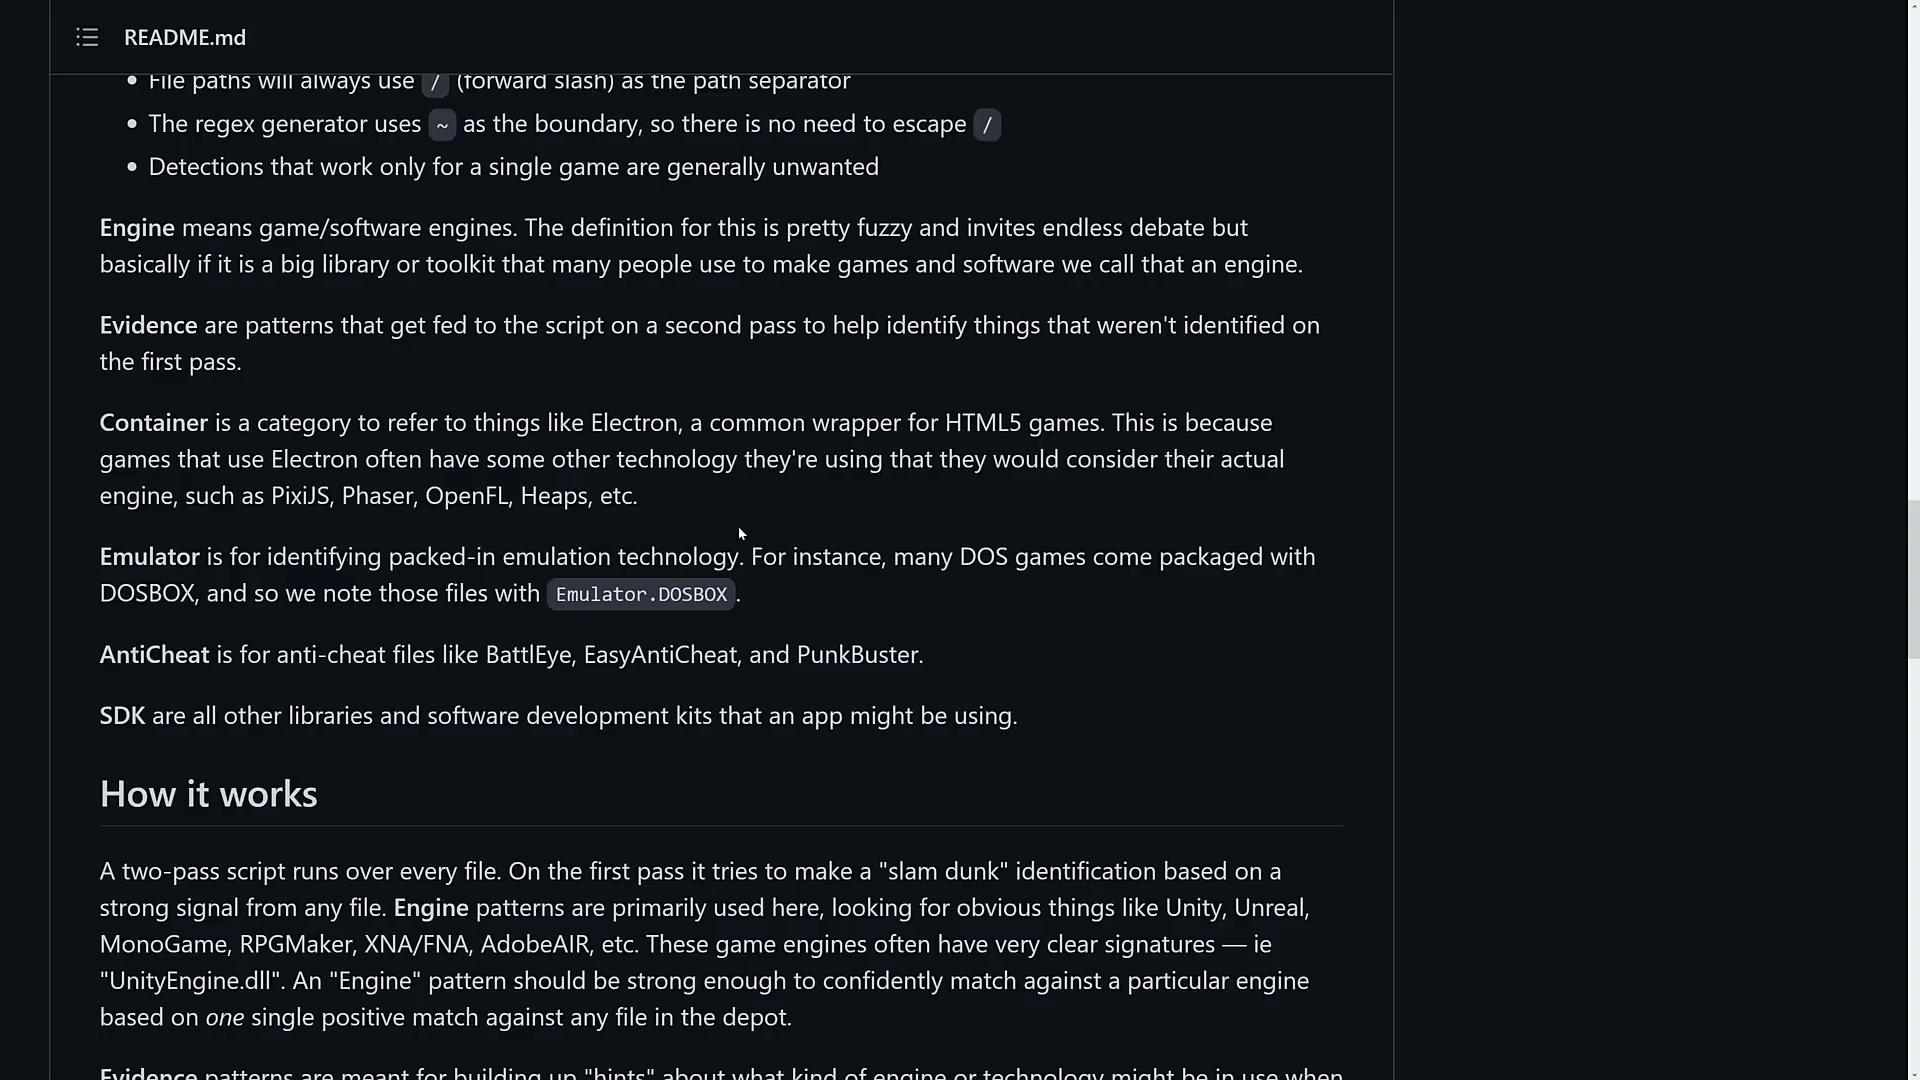 README.md
File paths will always use / (forward slash) as the path separator
The regex generator uses ~ as the boundary, so there is no need to escape /
Detections that work only for a single game are generally unwanted
Engine means game/software engines. The definition for this is pretty fuzzy and invites endless debate but
basically if it is a big library or toolkit that many people use to make games and software we call that an engine.
Evidence are patterns that get fed to the script on a second pass to help identify things that weren't identified on
the first pass.
Container is a category to refer to things like Electron, a common wrapper for HTML5 games. This is because
games that use Electron often have some other technology they're using that they would consider their actual
engine, such as PixiJS, Phaser, OpenFL, Heaps, etc.
Emulator is for identifying packed-in emulation technology. For instance, many DOS games come packaged with
DOSBOX, and so we note those files with Emulator.DOSBOX.
AntiCheat is for anti-cheat files like BattlEye, EasyAntiCheat, and PunkBuster.
SDK are all other libraries and software development kits that an app might be using.
How it works
A two-pass script runs over every file. On the first pass it tries to make a "slam dunk" identification based on a
strong signal from any file. Engine patterns are primarily used here, looking for obvious things like Unity, Unreal,
MonoGame, RPGMaker, XNA/FNA, AdobeAIR, etc. These game engines often have very clear signatures — ie
"UnityEngine.dll". An "Engine" pattern should be strong enough to confidently match against a particular engine
based on one single positive match against any file in the depot.
Evidence patterns are meant for building up "hints" about what kind of engine or technology might be in use when